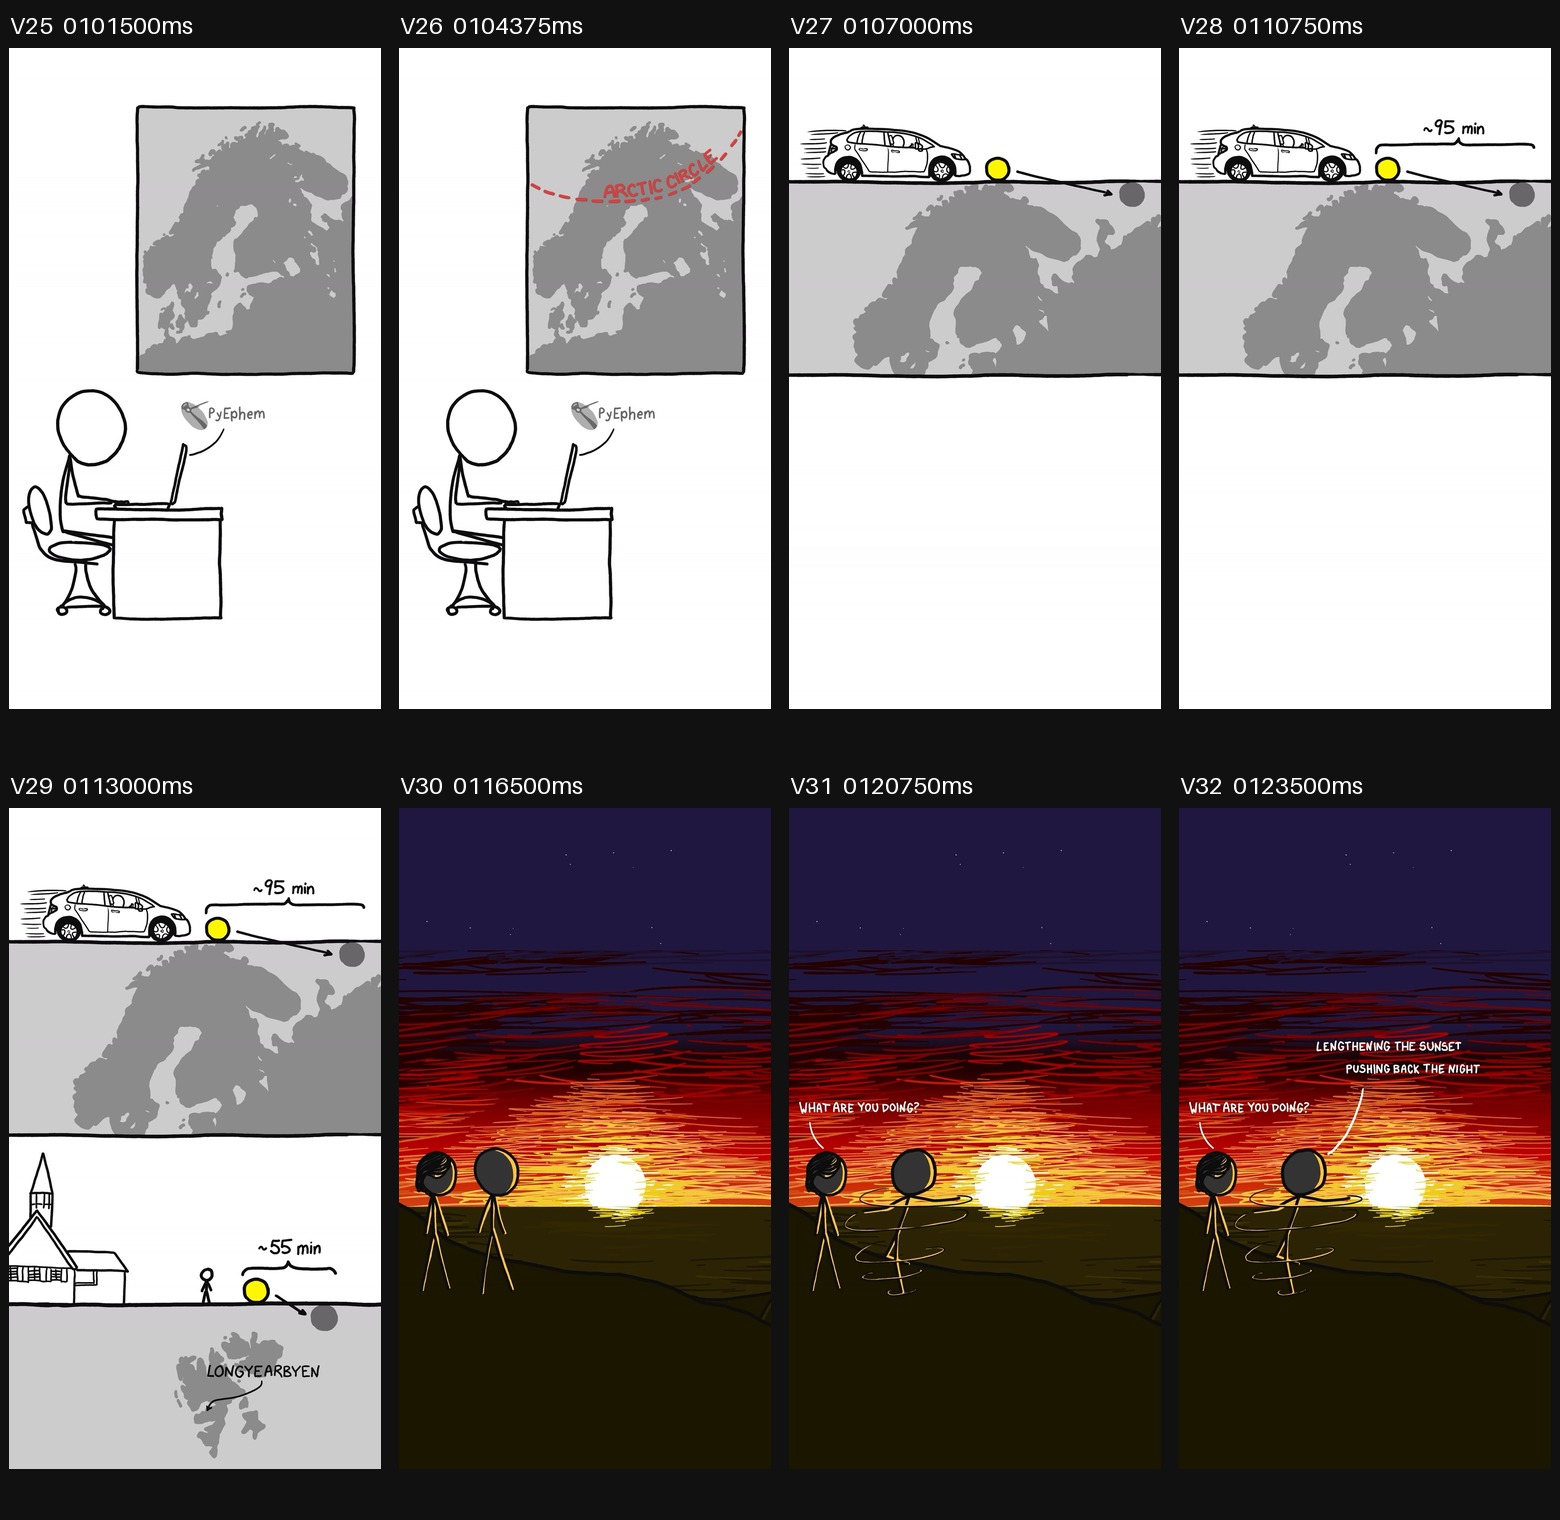 V25 0101500ms
V26 0104375ms
V27 0107000ms
V28 0110750ms
PyEphem
ARCTIC CIRCLE
PyEphem
~95 min
V29 0113000ms
V30 0116500ms
V31 0120750ms
V32 0123500ms
~95 min
~55 min
LONGYEARBYEN
WHAT ARE YOU DOING?
LENGTHENING THE SUNSET
PUSHING BACK THE NIGHT
WHAT ARE YOU DOING?